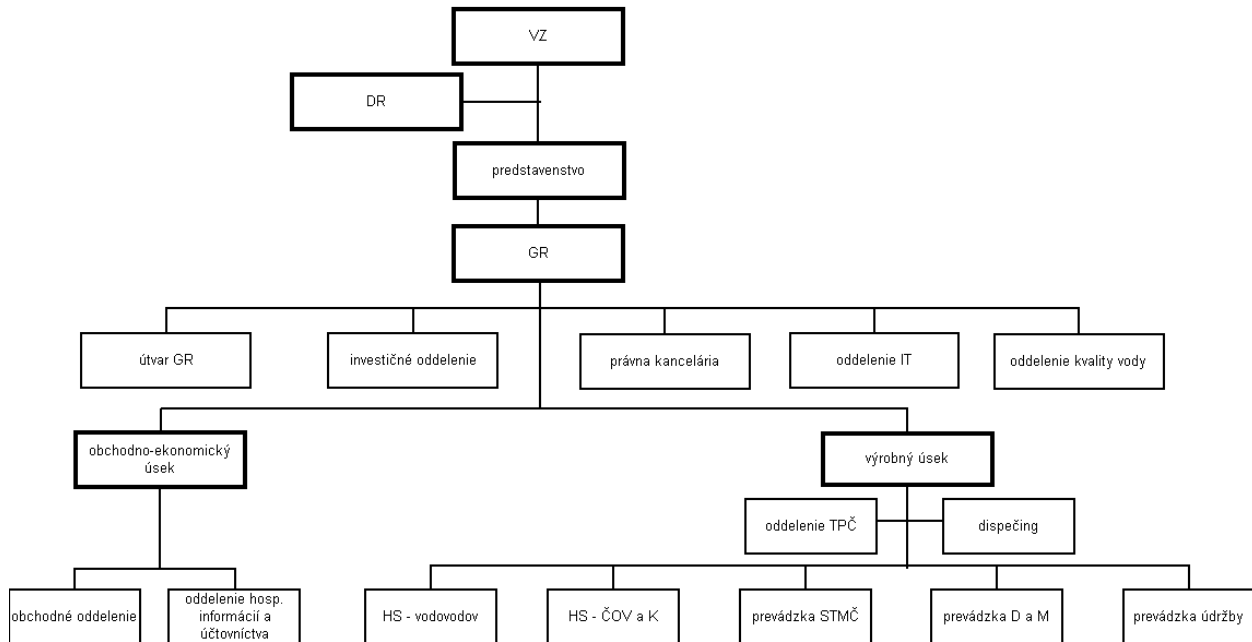 VZ
DR
predstavenstvo
GR
útvar GR
investičné oddelenie
právna kancelária
oddelenie IT
oddelenie kvality vody
obchodno-ekonomický
úsek
výrobný úsek
oddelenie TPČ
dispečing
obchodné oddelenie
oddelenie hosp.
informácií a
účtovníctva
HS - vodovodov
HS - ČOV a K
prevádzka STMČ
prevádzka D a M
prevádzka údržby